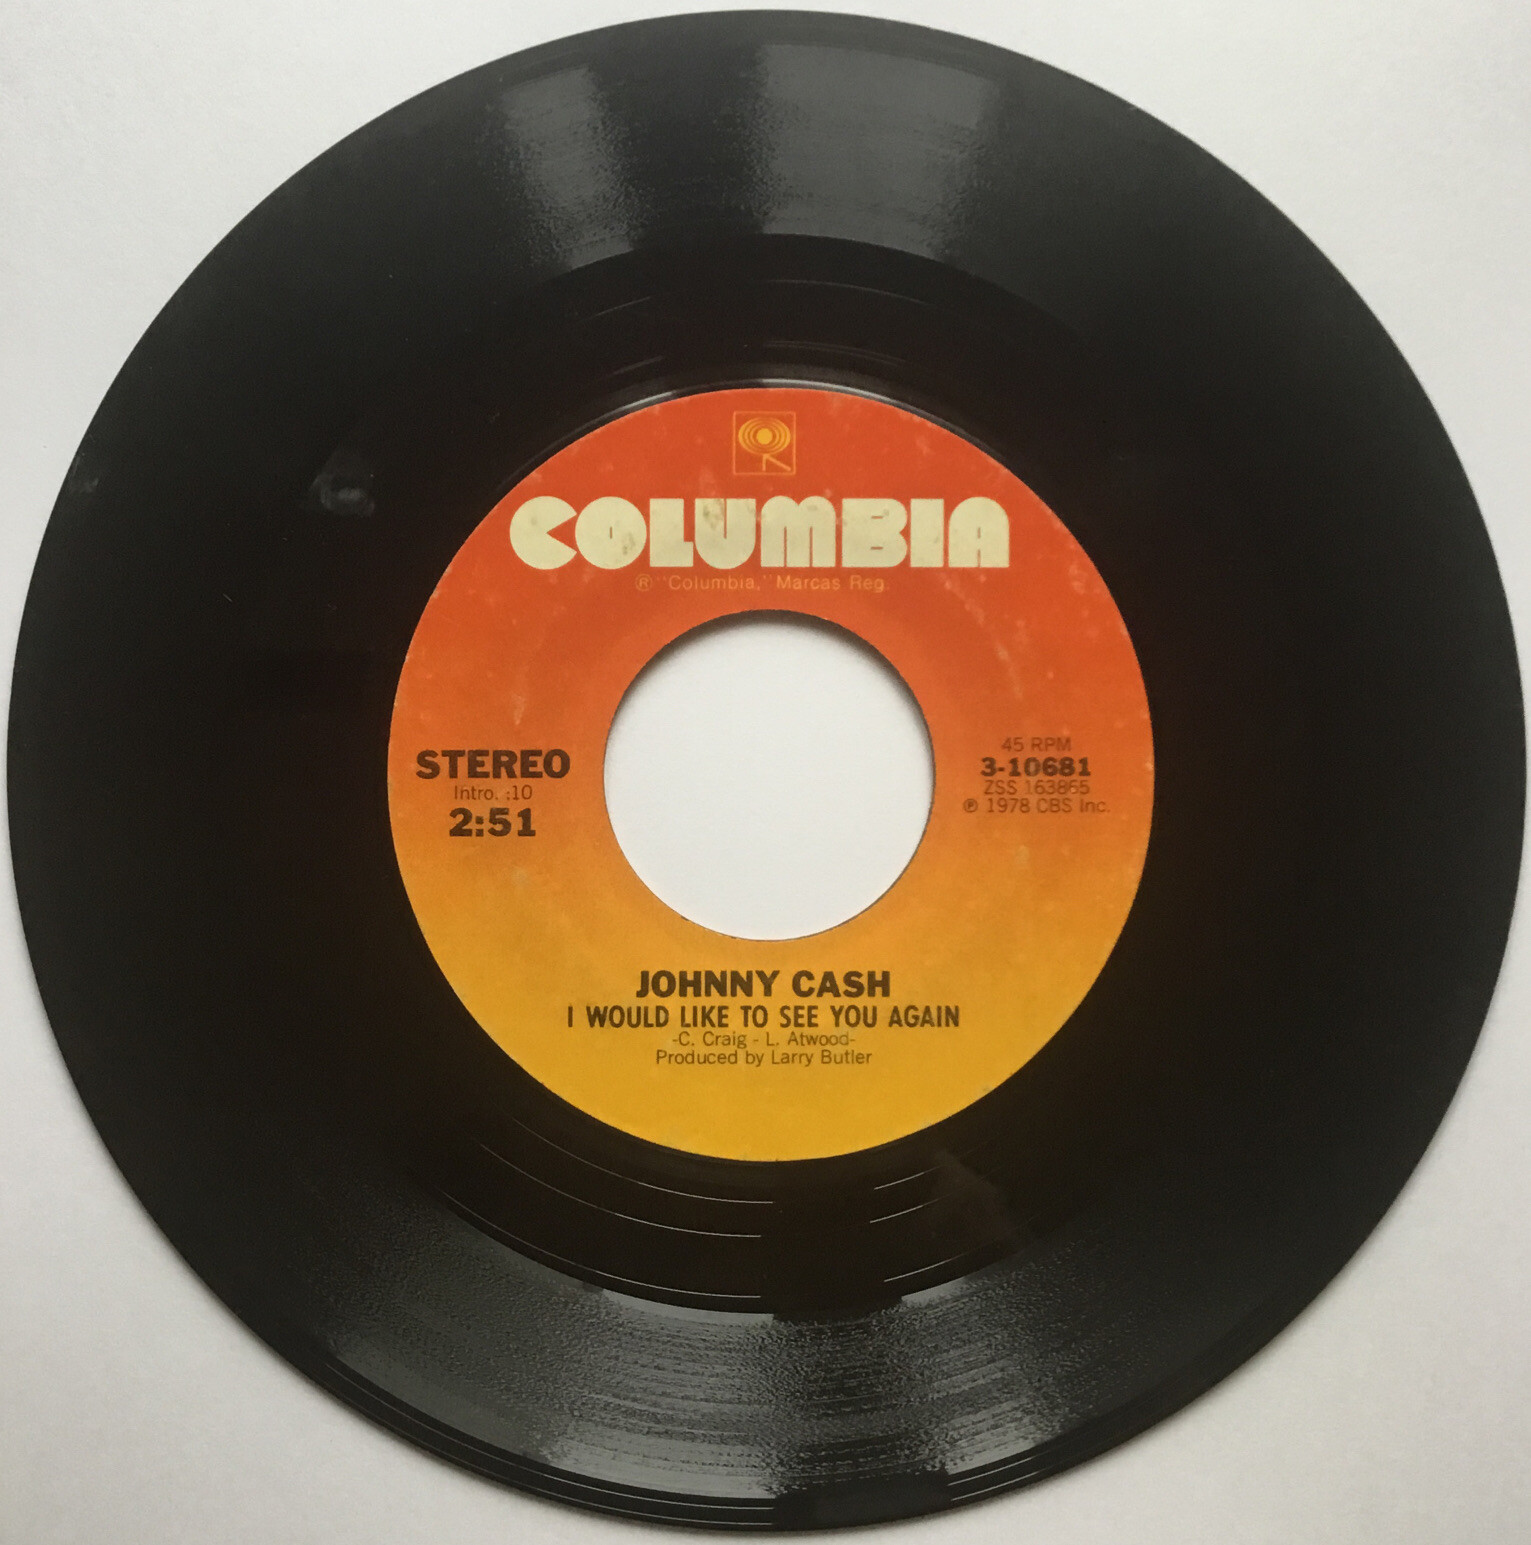 COLUMBIA
® "Columbia," Marcas Reg.
STEREO
Intro. :10
2:51
45 RPM
3-10681
ZSS 163865
℗ 1978 CBS Inc.
JOHNNY CASH
I WOULD LIKE TO SEE YOU AGAIN
-C. Craig - L. Atwood-
Produced by Larry Butler